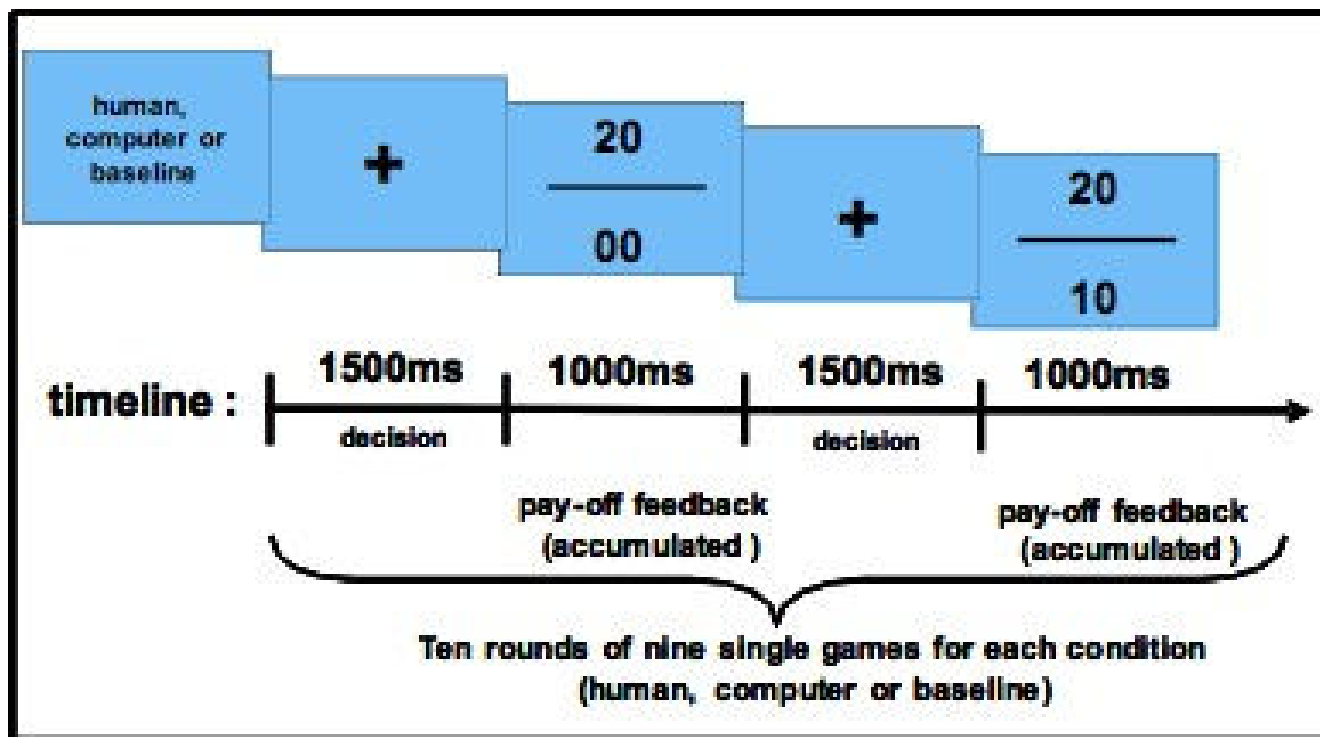 human,
computer or
baseline
+
20
00
+
20
10
timeline :
1500ms
1000ms
1500ms
1000ms
decision
decision
pay-off feedback
(accumulated )
pay-off feedback
(accumulated )
Ten rounds of nine single games for each condition
(human, computer or baseline)